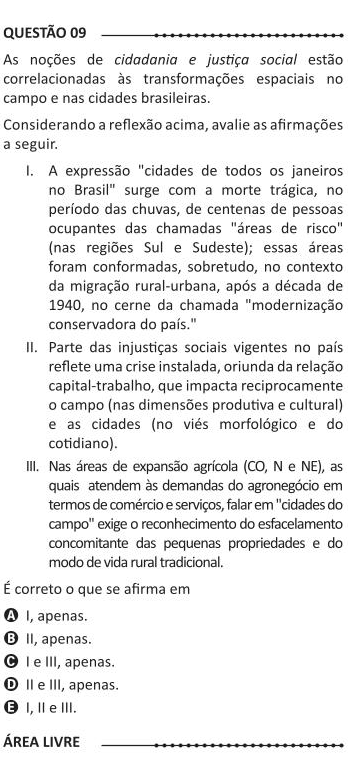 QUESTÃO 09
As noções de cidadania e justiça social estão
correlacionadas às transformações espaciais no
campo e nas cidades brasileiras.
Considerando a reflexão acima, avalie as afirmações
a seguir.
I. A expressão "cidades de todos os janeiros
no Brasil" surge com a morte trágica, no
período das chuvas, de centenas de pessoas
ocupantes das chamadas "áreas de risco"
(nas regiões Sul e Sudeste); essas áreas
foram conformadas, sobretudo, no contexto
da migração rural-urbana, após a década de
1940, no cerne da chamada "modernização
conservadora do país."
II. Parte das injustiças sociais vigentes no país
reflete uma crise instalada, oriunda da relação
capital-trabalho, que impacta reciprocamente
o campo (nas dimensões produtiva e cultural)
e as cidades (no viés morfológico e do
cotidiano).
III. Nas áreas de expansão agrícola (CO, N e NE), as
quais atendem às demandas do agronegócio em
termos de comércio e serviços, falar em "cidades do
campo" exige o reconhecimento do esfacelamento
concomitante das pequenas propriedades e do
modo de vida rural tradicional.
É correto o que se afirma em
A I, apenas.
B II, apenas.
C I e III, apenas.
D II e III, apenas.
E I, II e III.
ÁREA LIVRE